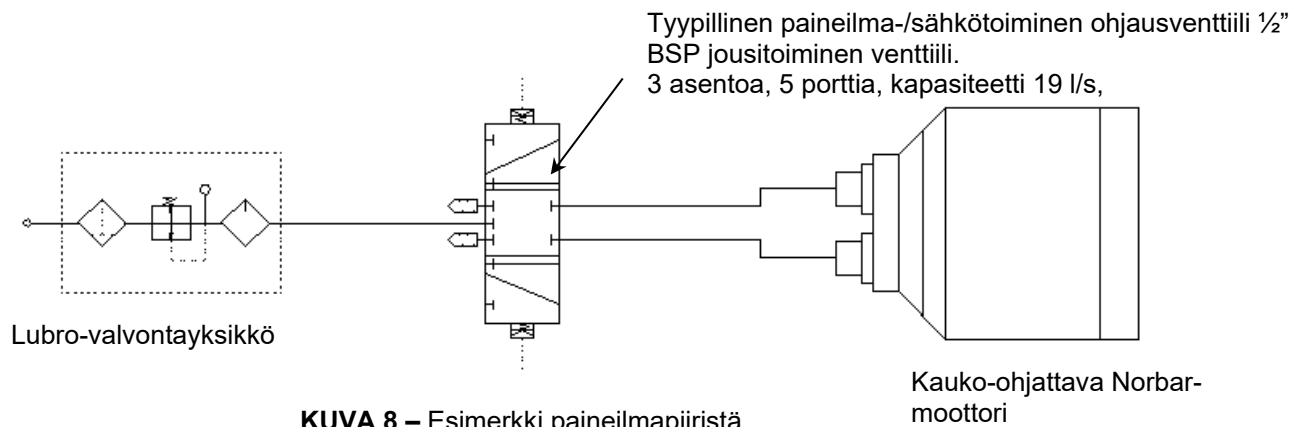 Tyypillinen paineilma-/sähkötoiminen ohjausventtiili ½”
BSP jousitoiminen venttiili.
3 asentoa, 5 porttia, kapasiteetti 19 l/s,
Lubro-valvontayksikkö
Kauko-ohjattava Norbar-
moottori
KUVA 8 – Esimerkki paineilmapiiristä